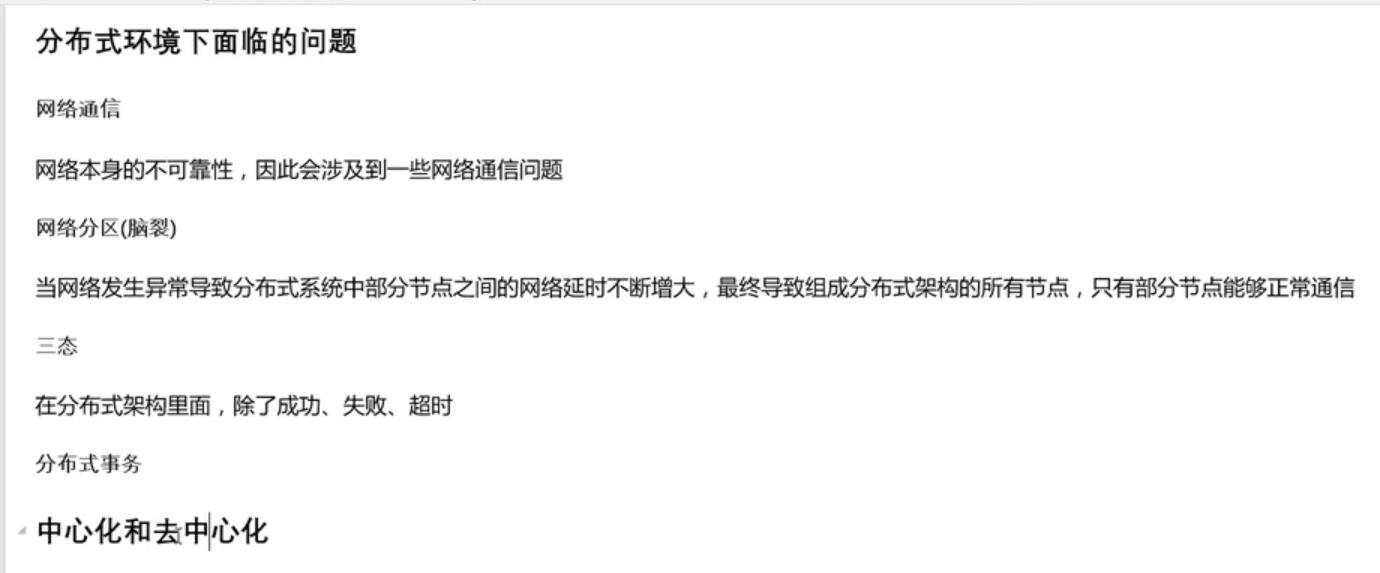 分布式环境下面临的问题
网络通信
网络本身的不可靠性，因此会涉及到一些网络通信问题
网络分区(脑裂)
当网络发生异常导致分布式系统中部分节点之间的网络延时不断增大，最终导致组成分布式架构的所有节点，只有部分节点能够正常通信
三态
在分布式架构里面，除了成功、失败、超时
分布式事务
中心化和去中心化